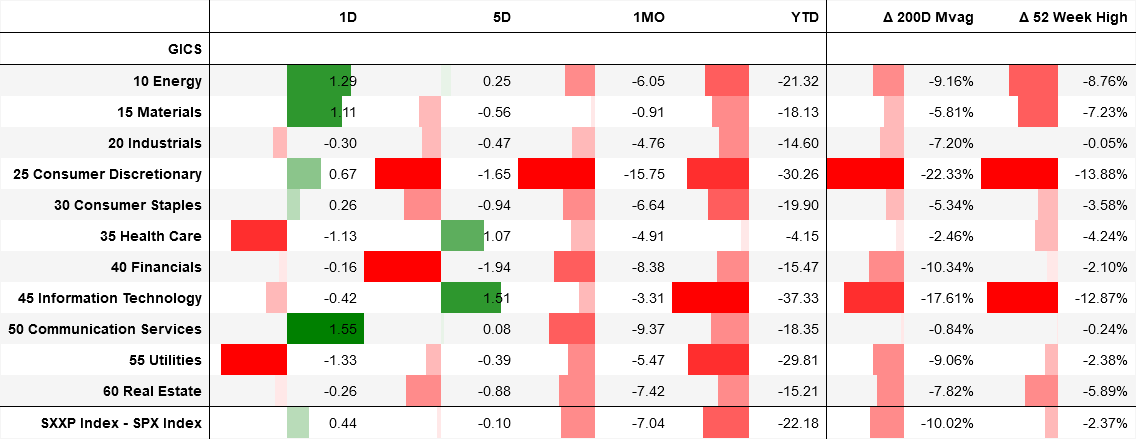 1D 5D 1MO YTD Δ 200D Mvag Δ 52 Week High
GICS
10 Energy 1.29 0.25 -6.05 -21.32 -9.16% -8.76%
15 Materials 1.11 -0.56 -0.91 -18.13 -5.81% -7.23%
20 Industrials -0.30 -0.47 -4.76 -14.60 -7.20% -0.05%
25 Consumer Discretionary 0.67 -1.65 -15.75 -30.26 -22.33% -13.88%
30 Consumer Staples 0.26 -0.94 -6.64 -19.90 -5.34% -3.58%
35 Health Care -1.13 1.07 -4.91 -4.15 -2.46% -4.24%
40 Financials -0.16 -1.94 -8.38 -15.47 -10.34% -2.10%
45 Information Technology -0.42 1.51 -3.31 -37.33 -17.61% -12.87%
50 Communication Services 1.55 0.08 -9.37 -18.35 -0.84% -0.24%
55 Utilities -1.33 -0.39 -5.47 -29.81 -9.06% -2.38%
60 Real Estate -0.26 -0.88 -7.42 -15.21 -7.82% -5.89%
SXXP Index - SPX Index 0.44 -0.10 -7.04 -22.18 -10.02% -2.37%